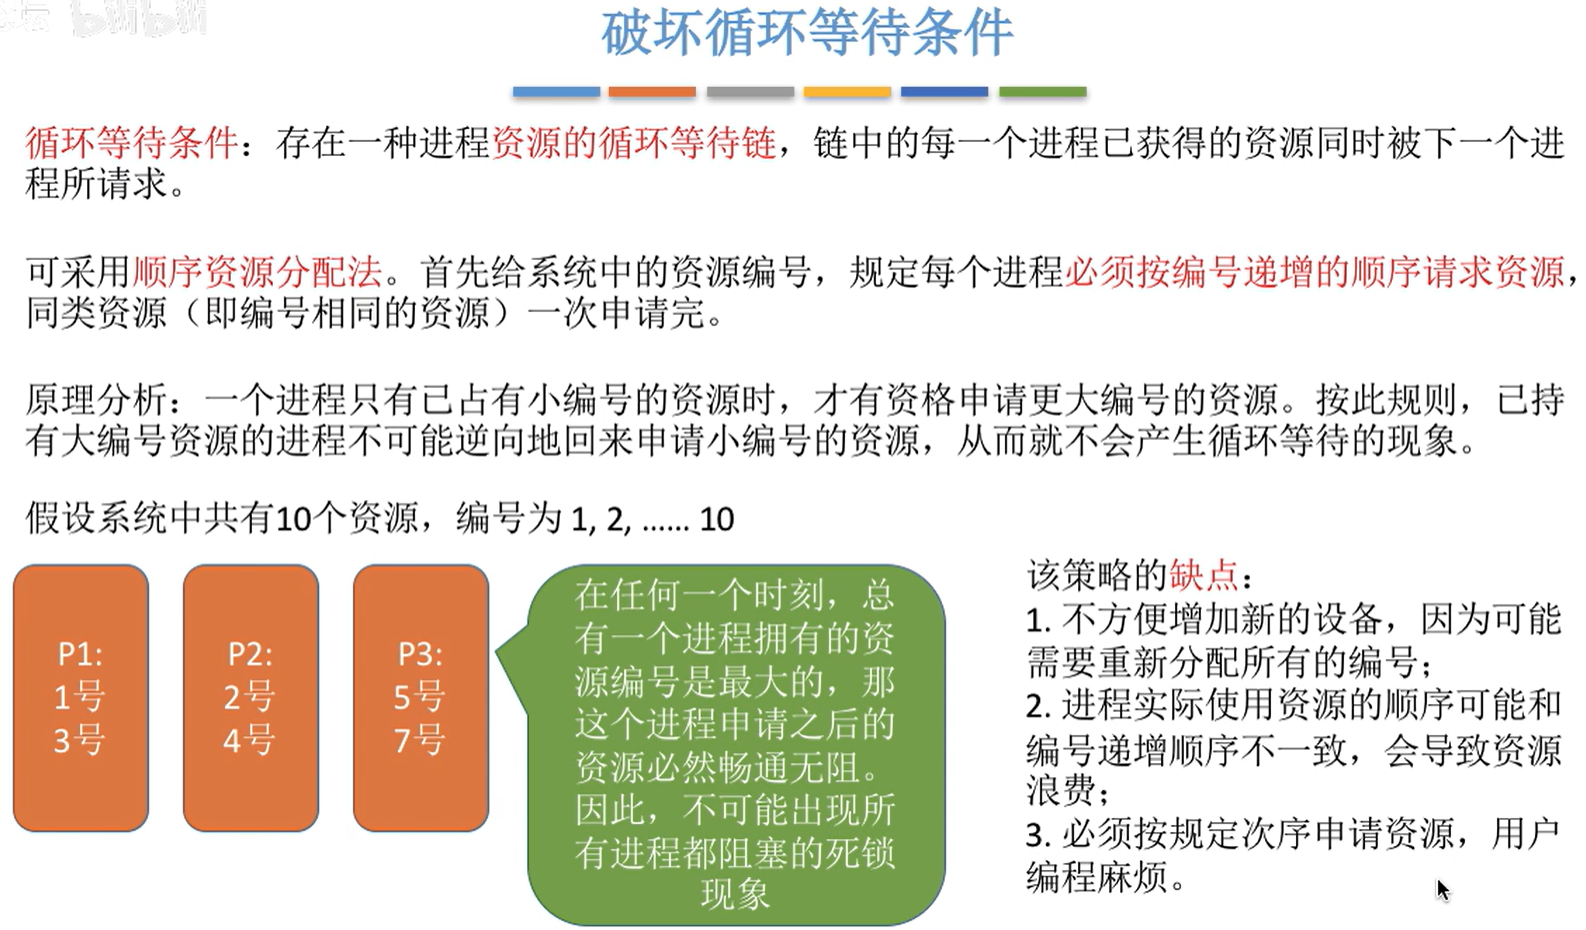 bilibili
破坏循环等待条件
循环等待条件：存在一种进程资源的循环等待链，链中的每一个进程已获得的资源同时被下一个进
程所请求。
可采用顺序资源分配法。首先给系统中的资源编号，规定每个进程必须按编号递增的顺序请求资源，
同类资源（即编号相同的资源）一次申请完。
原理分析：一个进程只有已占有小编号的资源时，才有资格申请更大编号的资源。按此规则，已持
有大编号资源的进程不可能逆向地回来申请小编号的资源，从而就不会产生循环等待的现象。
假设系统中共有10个资源，编号为 1, 2, …… 10
P1:
1号
3号
P2:
2号
4号
P3:
5号
7号
在任何一个时刻，总
有一个进程拥有的资
源编号是最大的，那
这个进程申请之后的
资源必然畅通无阻。
因此，不可能出现所
有进程都阻塞的死锁
现象
该策略的缺点：
1. 不方便增加新的设备，因为可能
需要重新分配所有的编号；
2. 进程实际使用资源的顺序可能和
编号递增顺序不一致，会导致资源
浪费；
3. 必须按规定次序申请资源，用户
编程麻烦。